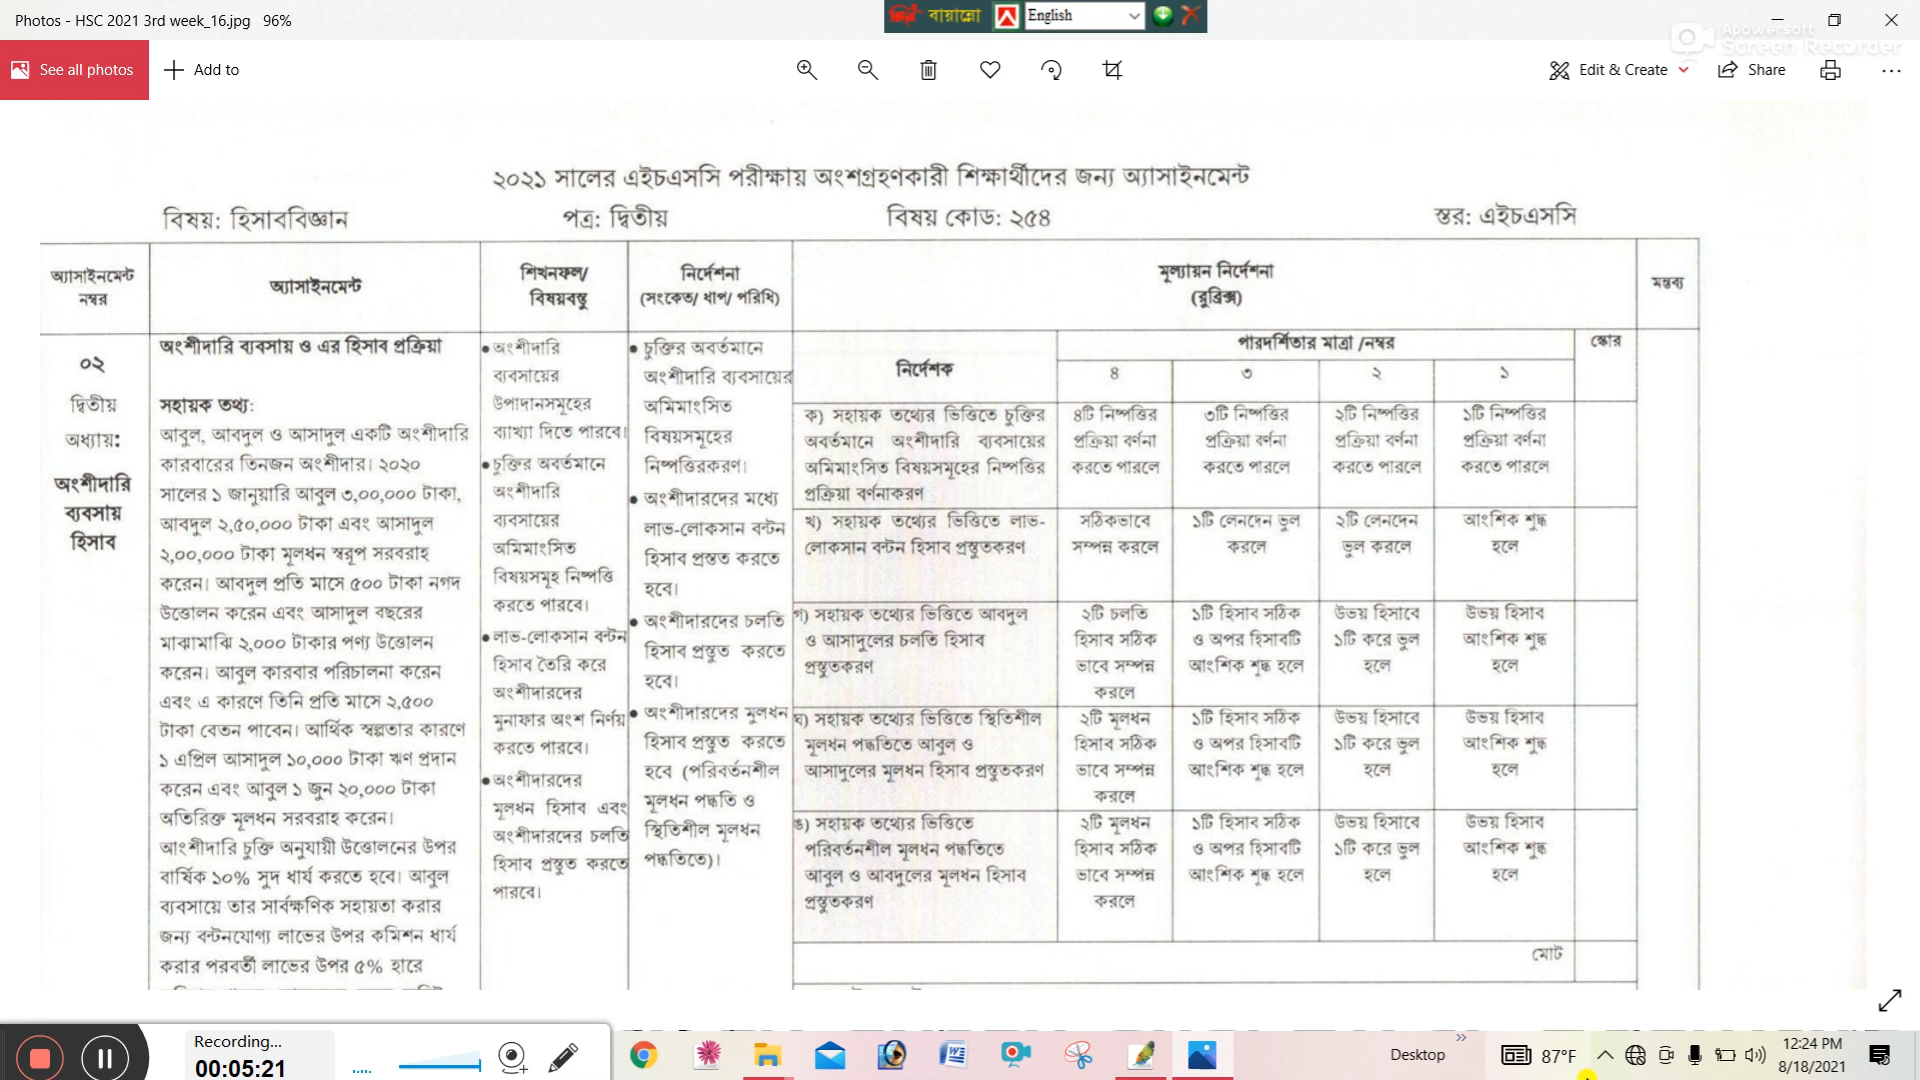 Photos - HSC 2021 3rd week_16.jpg 96%
বায়ান্নো
English
Apowersoft
Screen Recorder
See all photos
Add to
Edit & Create
Share
২০২১ সালের এইচএসসি পরীক্ষায় অংশগ্রহণকারী শিক্ষার্থীদের জন্য অ্যাসাইনমেন্ট
বিষয়: হিসাববিজ্ঞান
পত্র: দ্বিতীয়
বিষয় কোড: ২৫৪
স্তর: এইচএসসি
অ্যাসাইনমেন্ট
নম্বর
অ্যাসাইনমেন্ট
শিখনফল/
বিষয়বস্তু
নির্দেশনা
(সংকেত/ ধাপ/ পরিধি)
মূল্যায়ন নির্দেশনা
(রুব্রিক্স)
মন্তব্য
০২
দ্বিতীয়
অধ্যায়:
অংশীদারি
ব্যবসায়
হিসাব
অংশীদারি ব্যবসায় ও এর হিসাব প্রক্রিয়া
সহায়ক তথ্য:
আবুল, আবদুল ও আসাদুল একটি অংশীদারি
কারবারের তিনজন অংশীদার। ২০২০
সালের ১ জানুয়ারি আবুল ৩,০০,০০০ টাকা,
আবদুল ২,৫০,০০০ টাকা এবং আসাদুল
২,০০,০০০ টাকা মূলধন স্বরূপ সরবরাহ
করেন। আবদুল প্রতি মাসে ৫০০ টাকা নগদ
উত্তোলন করেন এবং আসাদুল বছরের
মাঝামাঝি ২,০০০ টাকার পণ্য উত্তোলন
করেন। আবুল কারবার পরিচালনা করেন
এবং এ কারণে তিনি প্রতি মাসে ২,৫০০
টাকা বেতন পাবেন। আর্থিক স্বল্পতার কারণে
১ এপ্রিল আসাদুল ১০,০০০ টাকা ঋণ প্রদান
করেন এবং আবুল ১ জুন ২০,০০০ টাকা
অতিরিক্ত মূলধন সরবরাহ করেন।
আংশীদারি চুক্তি অনুযায়ী উত্তোলনের উপর
বার্ষিক ১০% সুদ ধার্য করতে হবে। আবুল
ব্যবসায়ে তার সার্বক্ষণিক সহায়তা করার
জন্য বণ্টনযোগ্য লাভের উপর কমিশন ধার্য
করার পরবর্তী লাভের উপর ৫% হারে
• অংশীদারি
ব্যবসায়ের
উপাদানসমূহের
ব্যাখ্যা দিতে পারবে।
• চুক্তির অবর্তমানে
অংশীদারি
ব্যবসায়ের
অমিমাংসিত
বিষয়সমূহ নিষ্পত্তি
করতে পারবে।
• লাভ-লোকসান বন্টন
হিসাব তৈরি করে
অংশীদারদের
মুনাফার অংশ নির্ণয়
করতে পারবে।
• অংশীদারদের
মূলধন হিসাব এবং
অংশীদারদের চলতি
হিসাব প্রস্তুত করতে
পারবে।
• চুক্তির অবর্তমানে
অংশীদারি ব্যবসায়ের
অমিমাংসিত
বিষয়সমূহের
নিষ্পত্তিরকরণ।
• অংশীদারদের মধ্যে
লাভ-লোকসান বন্টন
হিসাব প্রস্তত করতে
হবে।
• অংশীদারদের চলতি
হিসাব প্রস্তুত করতে
হবে।
• অংশীদারদের মুলধন
হিসাব প্রস্তুত করতে
হবে (পরিবর্তনশীল
মূলধন পদ্ধতি ও
স্থিতিশীল মূলধন
পদ্ধতিতে)।
নির্দেশক
পারদর্শিতার মাত্রা /নম্বর
স্কোর
৪
৩
২
১
ক) সহায়ক তথ্যের ভিত্তিতে চুক্তির
অবর্তমানে অংশীদারি ব্যবসায়ের
অমিমাংসিত বিষয়সমূহের নিষ্পত্তির
প্রক্রিয়া বর্ণনাকরণ
৪টি নিষ্পত্তির
প্রক্রিয়া বর্ণনা
করতে পারলে
৩টি নিষ্পত্তির
প্রক্রিয়া বর্ণনা
করতে পারলে
২টি নিষ্পত্তির
প্রক্রিয়া বর্ণনা
করতে পারলে
১টি নিষ্পত্তির
প্রক্রিয়া বর্ণনা
করতে পারলে
খ) সহায়ক তথ্যের ভিত্তিতে লাভ-
লোকসান বন্টন হিসাব প্রস্তুতকরণ
সঠিকভাবে
সম্পন্ন করলে
১টি লেনদেন ভুল
করলে
২টি লেনদেন
ভুল করলে
আংশিক শুদ্ধ
হলে
গ) সহায়ক তথ্যের ভিত্তিতে আবদুল
ও আসাদুলের চলতি হিসাব
প্রস্তুতকরণ
২টি চলতি
হিসাব সঠিক
ভাবে সম্পন্ন
করলে
১টি হিসাব সঠিক
ও অপর হিসাবটি
আংশিক শুদ্ধ হলে
উভয় হিসাবে
১টি করে ভুল
হলে
উভয় হিসাব
আংশিক শুদ্ধ
হলে
ঘ) সহায়ক তথ্যের ভিত্তিতে স্থিতিশীল
মূলধন পদ্ধতিতে আবুল ও
আসাদুলের মূলধন হিসাব প্রস্তুতকরণ
২টি মূলধন
হিসাব সঠিক
ভাবে সম্পন্ন
করলে
১টি হিসাব সঠিক
ও অপর হিসাবটি
আংশিক শুদ্ধ হলে
উভয় হিসাবে
১টি করে ভুল
হলে
উভয় হিসাব
আংশিক শুদ্ধ
হলে
ঙ) সহায়ক তথ্যের ভিত্তিতে
পরিবর্তনশীল মূলধন পদ্ধতিতে
আবুল ও আবদুলের মূলধন হিসাব
প্রস্তুতকরণ
২টি মূলধন
হিসাব সঠিক
ভাবে সম্পন্ন
করলে
১টি হিসাব সঠিক
ও অপর হিসাবটি
আংশিক শুদ্ধ হলে
উভয় হিসাবে
১টি করে ভুল
হলে
উভয় হিসাব
আংশিক শুদ্ধ
হলে
মোট
Recording...
00:05:21
Desktop
87°F
12:24 PM
8/18/2021